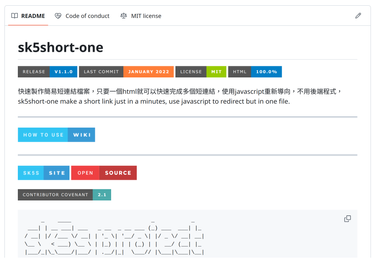 README Code of conduct MIT license
sk5short-one
RELEASE V1.1.0 LAST COMMIT JANUARY 2022 LICENSE MIT HTML 100.0%
快速製作簡易短連結檔案，只要一個html就可以快速完成多個短連結，使用javascript重新導向，不用後端程式，
sk5short-one make a short link just in a minutes, use javascript to redirect but in one file.
HOW TO USE WIKI
SK5S SITE OPEN SOURCE
CONTRIBUTOR COVENANT 2.1